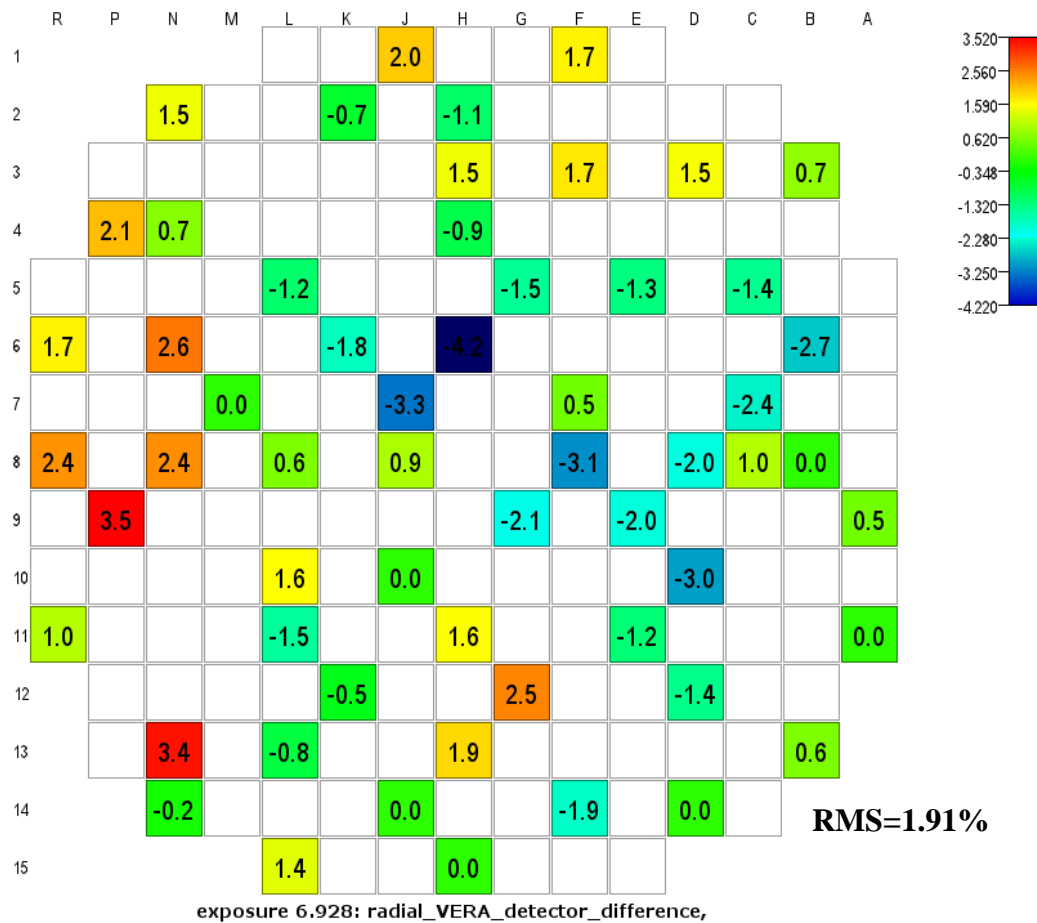 R P N M L K J H G F E D C B A
1 2.0 1.7
2 1.5 -0.7 -1.1
3 1.5 1.7 1.5 0.7
4 2.1 0.7 -0.9
5 -1.2 -1.5 -1.3 -1.4
6 1.7 2.6 -1.8 -4.2 -2.7
7 0.0 -3.3 0.5 -2.4
8 2.4 2.4 0.6 0.9 -3.1 -2.0 1.0 0.0
9 3.5 -2.1 -2.0 0.5
10 1.6 0.0 -3.0
11 1.0 -1.5 1.6 -1.2 0.0
12 -0.5 2.5 -1.4
13 3.4 -0.8 1.9 0.6
14 -0.2 0.0 -1.9 0.0
15 1.4 0.0
3.520
2.560
1.590
0.620
-0.348
-1.320
-2.280
-3.250
-4.220
RMS=1.91%
exposure 6.928: radial_VERA_detector_difference,